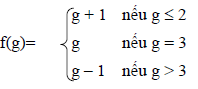 g + 1 nếu g ≤ 2
f(g)= g nếu g = 3
g − 1 nếu g > 3